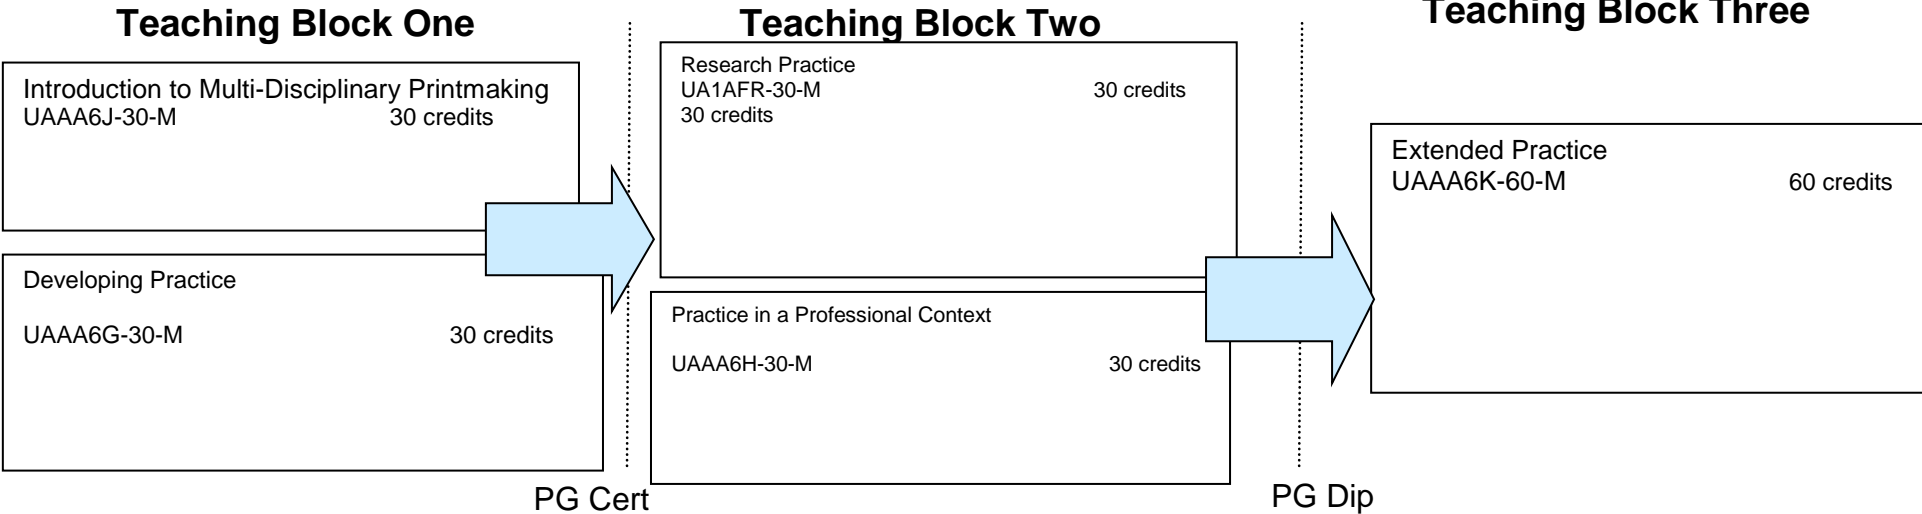 Teaching Block One
Introduction to Multi-Disciplinary Printmaking
UAAA6J-30-M 30 credits
Developing Practice
UAAA6G-30-M 30 credits
PG Cert
Teaching Block Two
Research Practice
UA1AFR-30-M 30 credits
30 credits
Practice in a Professional Context
UAAA6H-30-M 30 credits
PG Dip
Teaching Block Three
Extended Practice
UAAA6K-60-M 60 credits